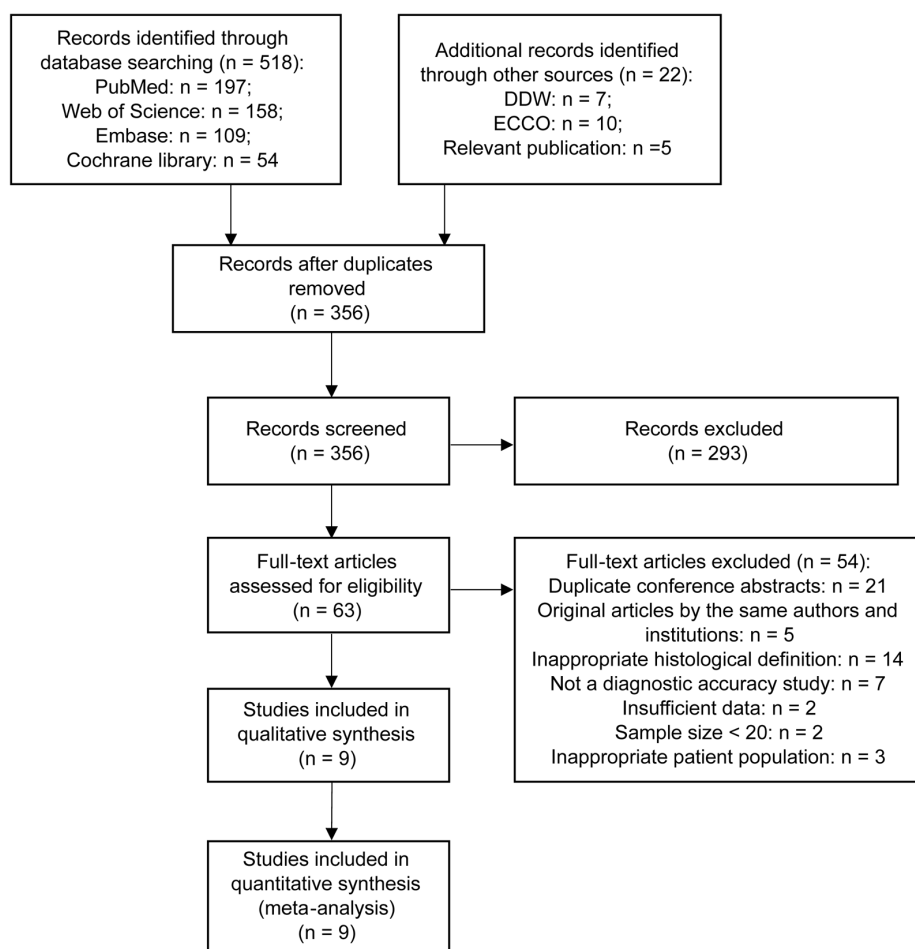 Records identified through
database searching (n = 518):
PubMed: n = 197;
Web of Science: n = 158;
Embase: n = 109;
Cochrane library: n = 54
Additional records identified
through other sources (n = 22):
DDW: n = 7;
ECCO: n = 10;
Relevant publication: n =5
Records after duplicates
removed
(n = 356)
Records screened
(n = 356)
Records excluded
(n = 293)
Full-text articles
assessed for eligibility
(n = 63)
Full-text articles excluded (n = 54):
Duplicate conference abstracts: n = 21
Original articles by the same authors and
institutions: n = 5
Inappropriate histological definition: n = 14
Not a diagnostic accuracy study: n = 7
Insufficient data: n = 2
Sample size < 20: n = 2
Inappropriate patient population: n = 3
Studies included in
qualitative synthesis
(n = 9)
Studies included in
quantitative synthesis
(meta-analysis)
(n = 9)